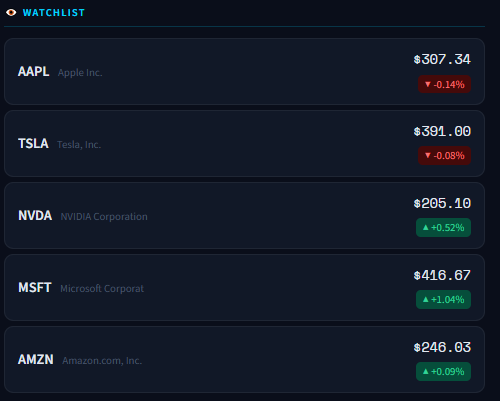 WATCHLIST
AAPL Apple Inc.
$307.34
▼ -0.14%
TSLA Tesla, Inc.
$391.00
▼ -0.08%
NVDA NVIDIA Corporation
$205.10
▲ +0.52%
MSFT Microsoft Corporat
$416.67
▲ +1.04%
AMZN Amazon.com, Inc.
$246.03
▲ +0.09%